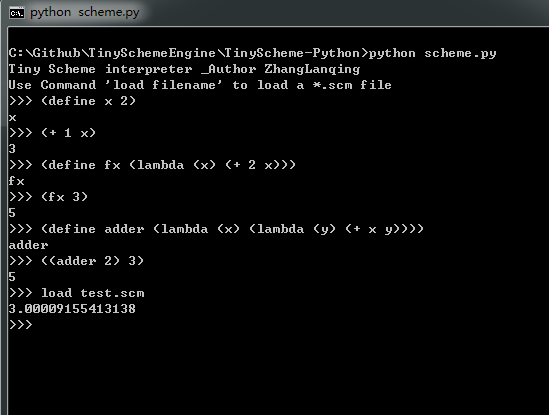 python  scheme.py
C:\Github\TinySchemeEngine\TinyScheme-Python>python scheme.py
Tiny Scheme interpreter _Author ZhangLanqing
Use Command 'load filename' to load a *.scm file
>>> (define x 2)
x
>>> (+ 1 x)
3
>>> (define fx (lambda (x) (+ 2 x)))
fx
>>> (fx 3)
5
>>> (define adder (lambda (x) (lambda (y) (+ x y))))
adder
>>> ((adder 2) 3)
5
>>> load test.scm
3.00009155413138
>>>